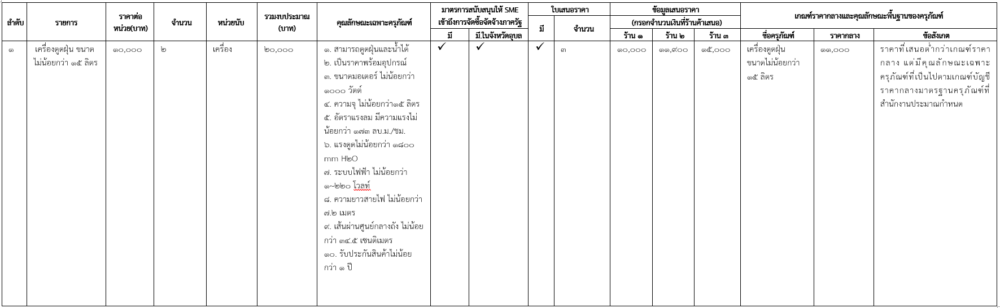 ลำดับ
รายการ
ราคาต่อ
หน่วย(บาท)
จำนวน
หน่วยนับ
รวมงบประมาณ
(บาท)
คุณลักษณะเฉพาะครุภัณฑ์
มาตรการสนับสนุนให้ SME
เข้าถึงการจัดซื้อจัดจ้างภาครัฐ
มี
มี.ในจังหวัดอุบล
ใบเสนอราคา
มี
จำนวน
ข้อมูลเสนอราคา
(กรอกจำนวนเงินที่ร้านค้าเสนอ)
ร้าน ๑
ร้าน ๒
ร้าน ๓
เกณฑ์ราคากลางและคุณลักษณะพื้นฐานของครุภัณฑ์
ชื่อครุภัณฑ์
ราคากลาง
ข้อสังเกต
๑
เครื่องดูดฝุ่น ขนาด
ไม่น้อยกว่า ๑๕ ลิตร
๑๐,๐๐๐
๒
เครื่อง
๒๐,๐๐๐
๑. สามารถดูดฝุ่นและน้ำได้
๒. เป็นราคาพร้อมอุปกรณ์
๓. ขนาดมอเตอร์ ไม่น้อยกว่า
๑๐๐๐ วัตต์
๔. ความจุ ไม่น้อยกว่า๑๕ ลิตร
๕. อัตราแรงลม มีความแรงไม่
น้อยกว่า ๑๗๓ ลบ.ม./ชม.
๖. แรงดูดไม่น้อยกว่า ๑๘๐๐
mm H๒O
๗. ระบบไฟฟ้า ไม่น้อยกว่า
๑~๒๒๐ โวลท์
๘. ความยาวสายไฟ ไม่น้อยกว่า
๗.๒ เมตร
๙. เส้นผ่านศูนย์กลางถัง ไม่น้อย
กว่า ๓๔.๕ เซนติเมตร
๑๐. รับประกันสินค้าไม่น้อย
กว่า ๑ ปี
✓
✓
✓
๓
๑๐,๐๐๐
๑๑,๙๐๐
๑๕,๐๐๐
เครื่องดูดฝุ่น
ขนาดไม่น้อยกว่า
๑๕ ลิตร
๑๑,๐๐๐
ราคาที่เสนอต่ำกว่าเกณฑ์ราคา
กลาง แต่มีคุณลักษณะเฉพาะ
ครุภัณฑ์ที่เป็นไปตามเกณฑ์บัญชี
ราคากลางมาตรฐานครุภัณฑ์ที่
สำนักงานประมาณกำหนด